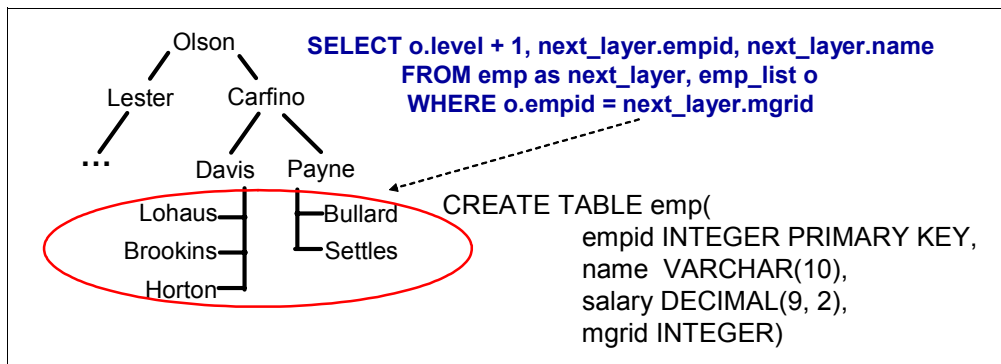 Olson
SELECT o.level + 1, next_layer.empid, next_layer.name
FROM emp as next_layer, emp_list o
WHERE o.empid = next_layer.mgrid
Lester Carfino
...
Davis Payne
Lohaus
Brookins
Horton
Bullard
Settles
CREATE TABLE emp(
empid INTEGER PRIMARY KEY,
name VARCHAR(10),
salary DECIMAL(9, 2),
mgrid INTEGER)